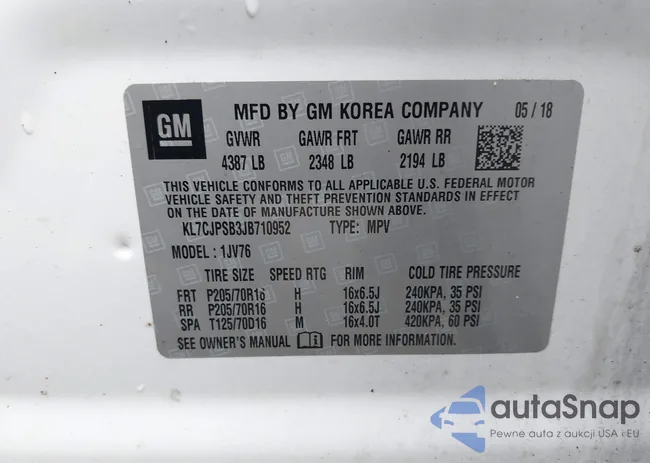 GM
MFD BY GM KOREA COMPANY 05/18
GVWR GAWR FRT GAWR RR
4387 LB 2348 LB 2194 LB
THIS VEHICLE CONFORMS TO ALL APPLICABLE U.S. FEDERAL MOTOR
VEHICLE SAFETY AND THEFT PREVENTION STANDARDS IN EFFECT
ON THE DATE OF MANUFACTURE SHOWN ABOVE.
KL7CJPSB3JB710952 TYPE: MPV
MODEL: 1JV76
TIRE SIZE SPEED RTG RIM COLD TIRE PRESSURE
FRT P205/70R16 H 16x6.5J 240KPA, 35 PSI
RR P205/70R16 H 16x6.5J 240KPA, 35 PSI
SPA T125/70D16 M 16x4.0T 420KPA, 60 PSI
SEE OWNER'S MANUAL FOR MORE INFORMATION.
autaSnap
Pewne auta z aukcji USA i EU